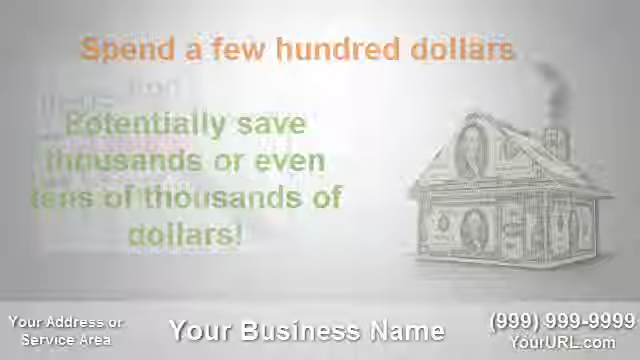 Spend a few hundred dollars
Potentially save
thousands or even
tens of thousands of
dollars!
Your Address or
Service Area
Your Business Name
(999) 999-9999
YourURL.com